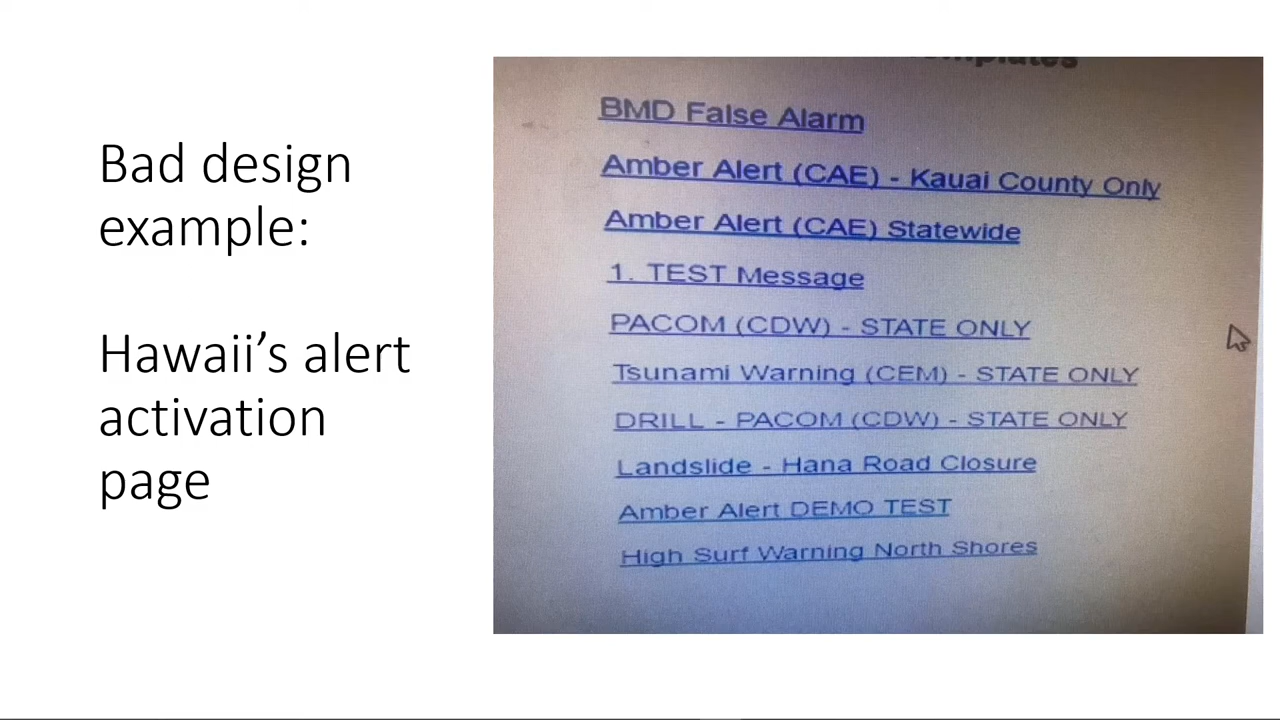 Bad design
example:
Hawaii’s alert
activation
page
BMD False Alarm
Amber Alert (CAE) - Kauai County Only
Amber Alert (CAE) Statewide
1. TEST Message
PACOM (CDW) - STATE ONLY
Tsunami Warning (CEM) - STATE ONLY
DRILL - PACOM (CDW) - STATE ONLY
Landslide - Hana Road Closure
Amber Alert DEMO TEST
High Surf Warning North Shores